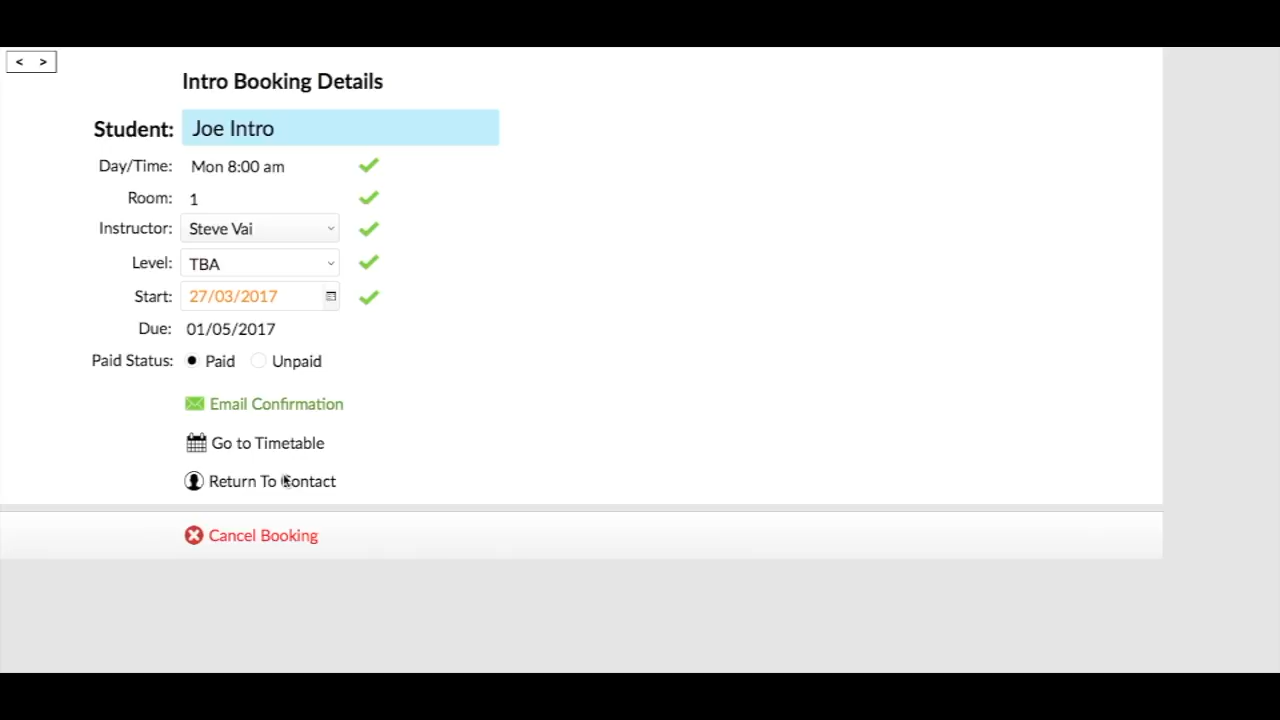 < >
Intro Booking Details
Student: Joe Intro
Day/Time: Mon 8:00 am
Room: 1
Instructor: Steve Vai
Level: TBA
Start: 27/03/2017
Due: 01/05/2017
Paid Status: Paid Unpaid
Email Confirmation
Go to Timetable
Return To Contact
Cancel Booking